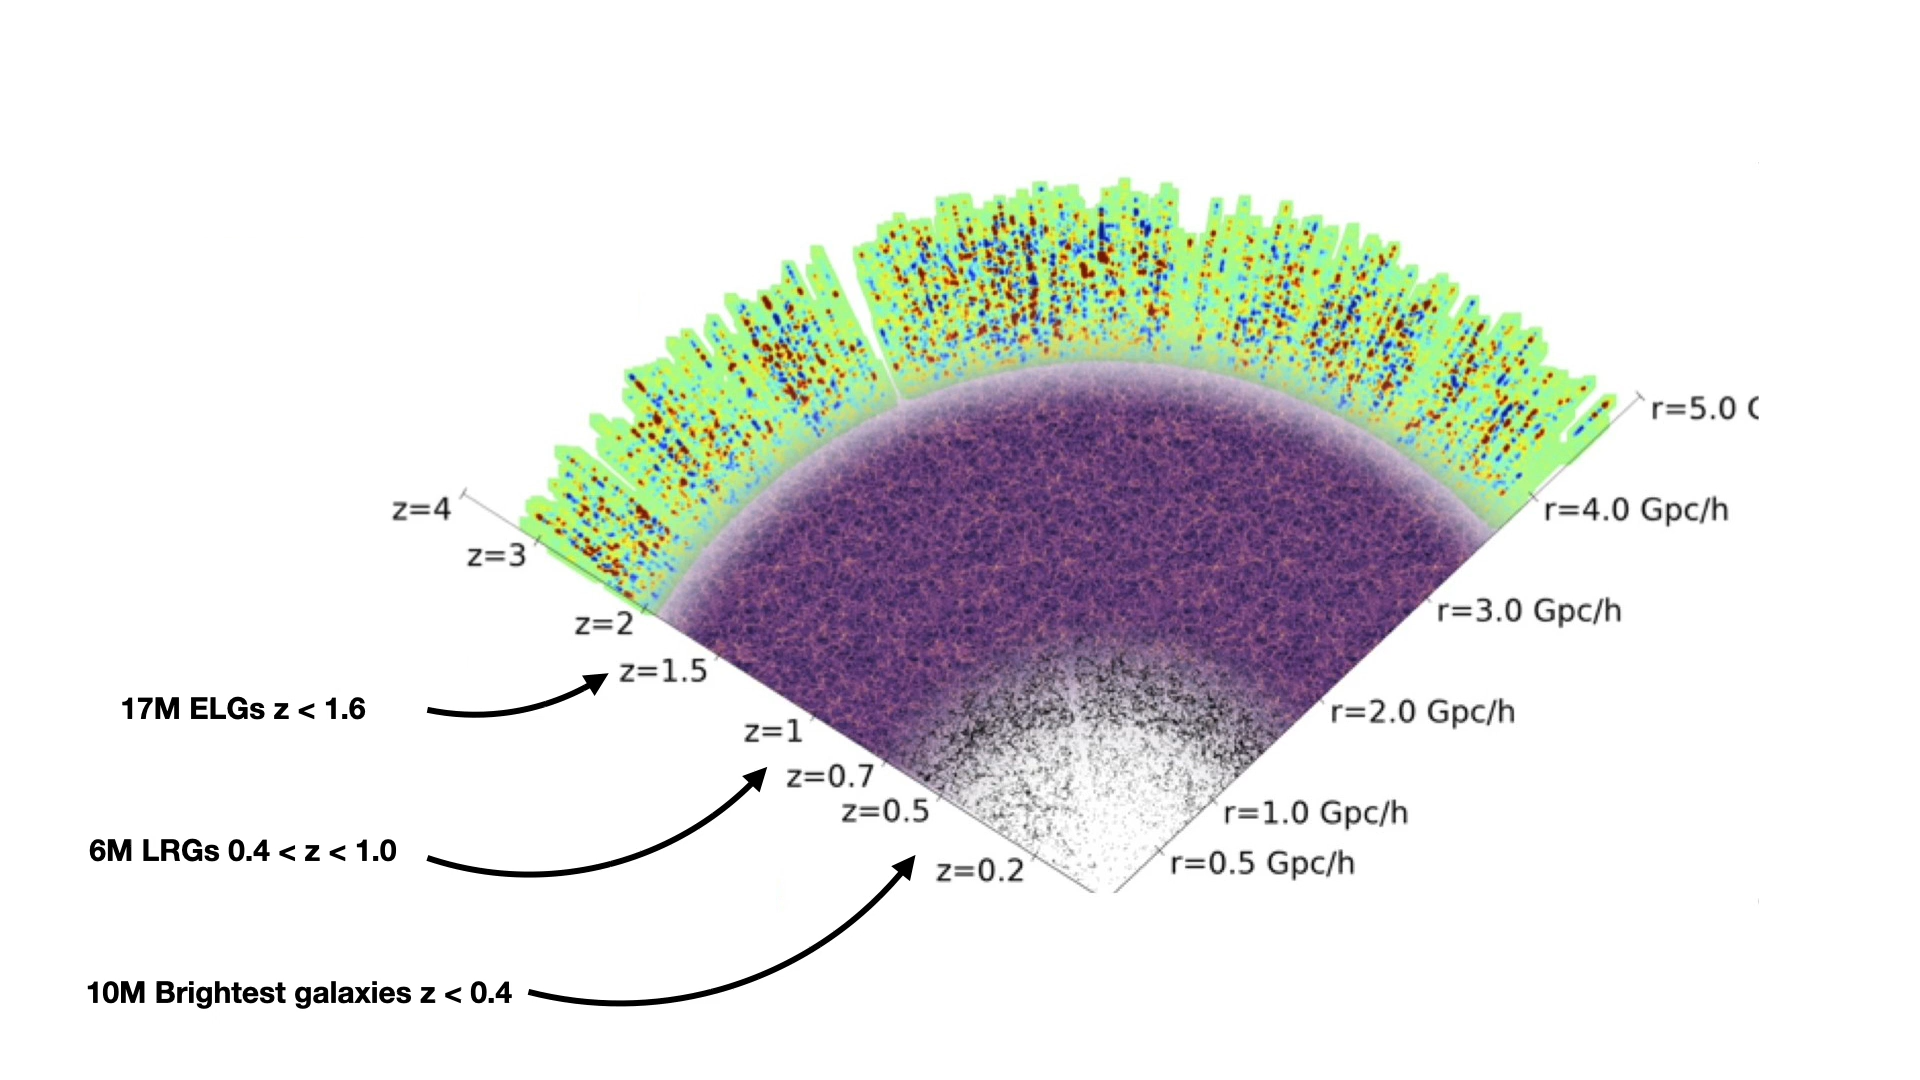 r=5.0
z=4
r=4.0 Gpc/h
z=3
r=3.0 Gpc/h
z=2
z=1.5
17M ELGs z < 1.6
r=2.0 Gpc/h
z=1
z=0.7
z=0.5
r=1.0 Gpc/h
6M LRGs 0.4 < z < 1.0
r=0.5 Gpc/h
z=0.2
10M Brightest galaxies z < 0.4